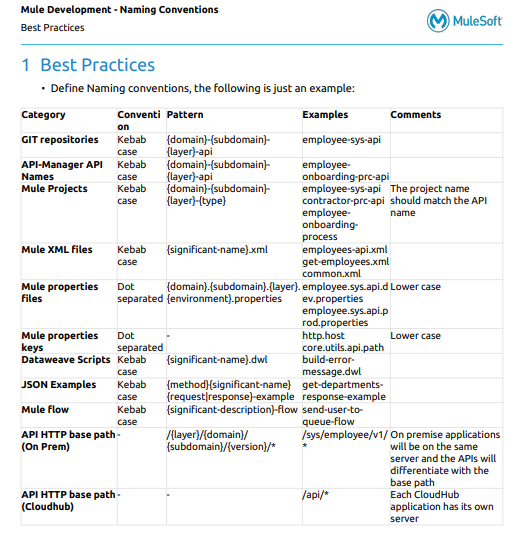 Mule Development - Naming Conventions
Best Practices
MuleSoft
1 Best Practices
• Define Naming conventions, the following is just an example:
Category Conventi Pattern Examples Comments
on
GIT repositories Kebab {domain}-{subdomain}- employee-sys-api
case {layer}-api
API-Manager API Kebab {domain}-{subdomain}- employee-
Names case {layer}-api onboarding-prc-api
Mule Projects Kebab {domain}-{subdomain}- employee-sys-api The project name
case {layer}-{type} contractor-prc-api should match the API
employee- name
onboarding-
process
Mule XML files Kebab {significant-name}.xml employees-api.xml
case get-employees.xml
common.xml
Mule properties Dot {domain}.{subdomain}.{layer}. employee.sys.api.d Lower case
files separated {environment}.properties ev.properties
employee.sys.api.p
rod.properties
Mule properties Dot - http.host Lower case
keys separated core.utils.api.path
Dataweave Scripts Kebab {significant-name}.dwl build-error-
case message.dwl
JSON Examples Kebab {method}{significant-name} get-departments-
case {request|response}-example response-example
Mule flow Kebab {significant-description}-flow send-user-to-
case queue-flow
API HTTP base path - /{layer}/{domain}/ /sys/employee/v1/ On premise applications
(On Prem) {subdomain}/{version}/* * will be on the same
server and the APIs will
differentiate with the
base path
API HTTP base path - - /api/* Each CloudHub
(Cloudhub) application has its own
server